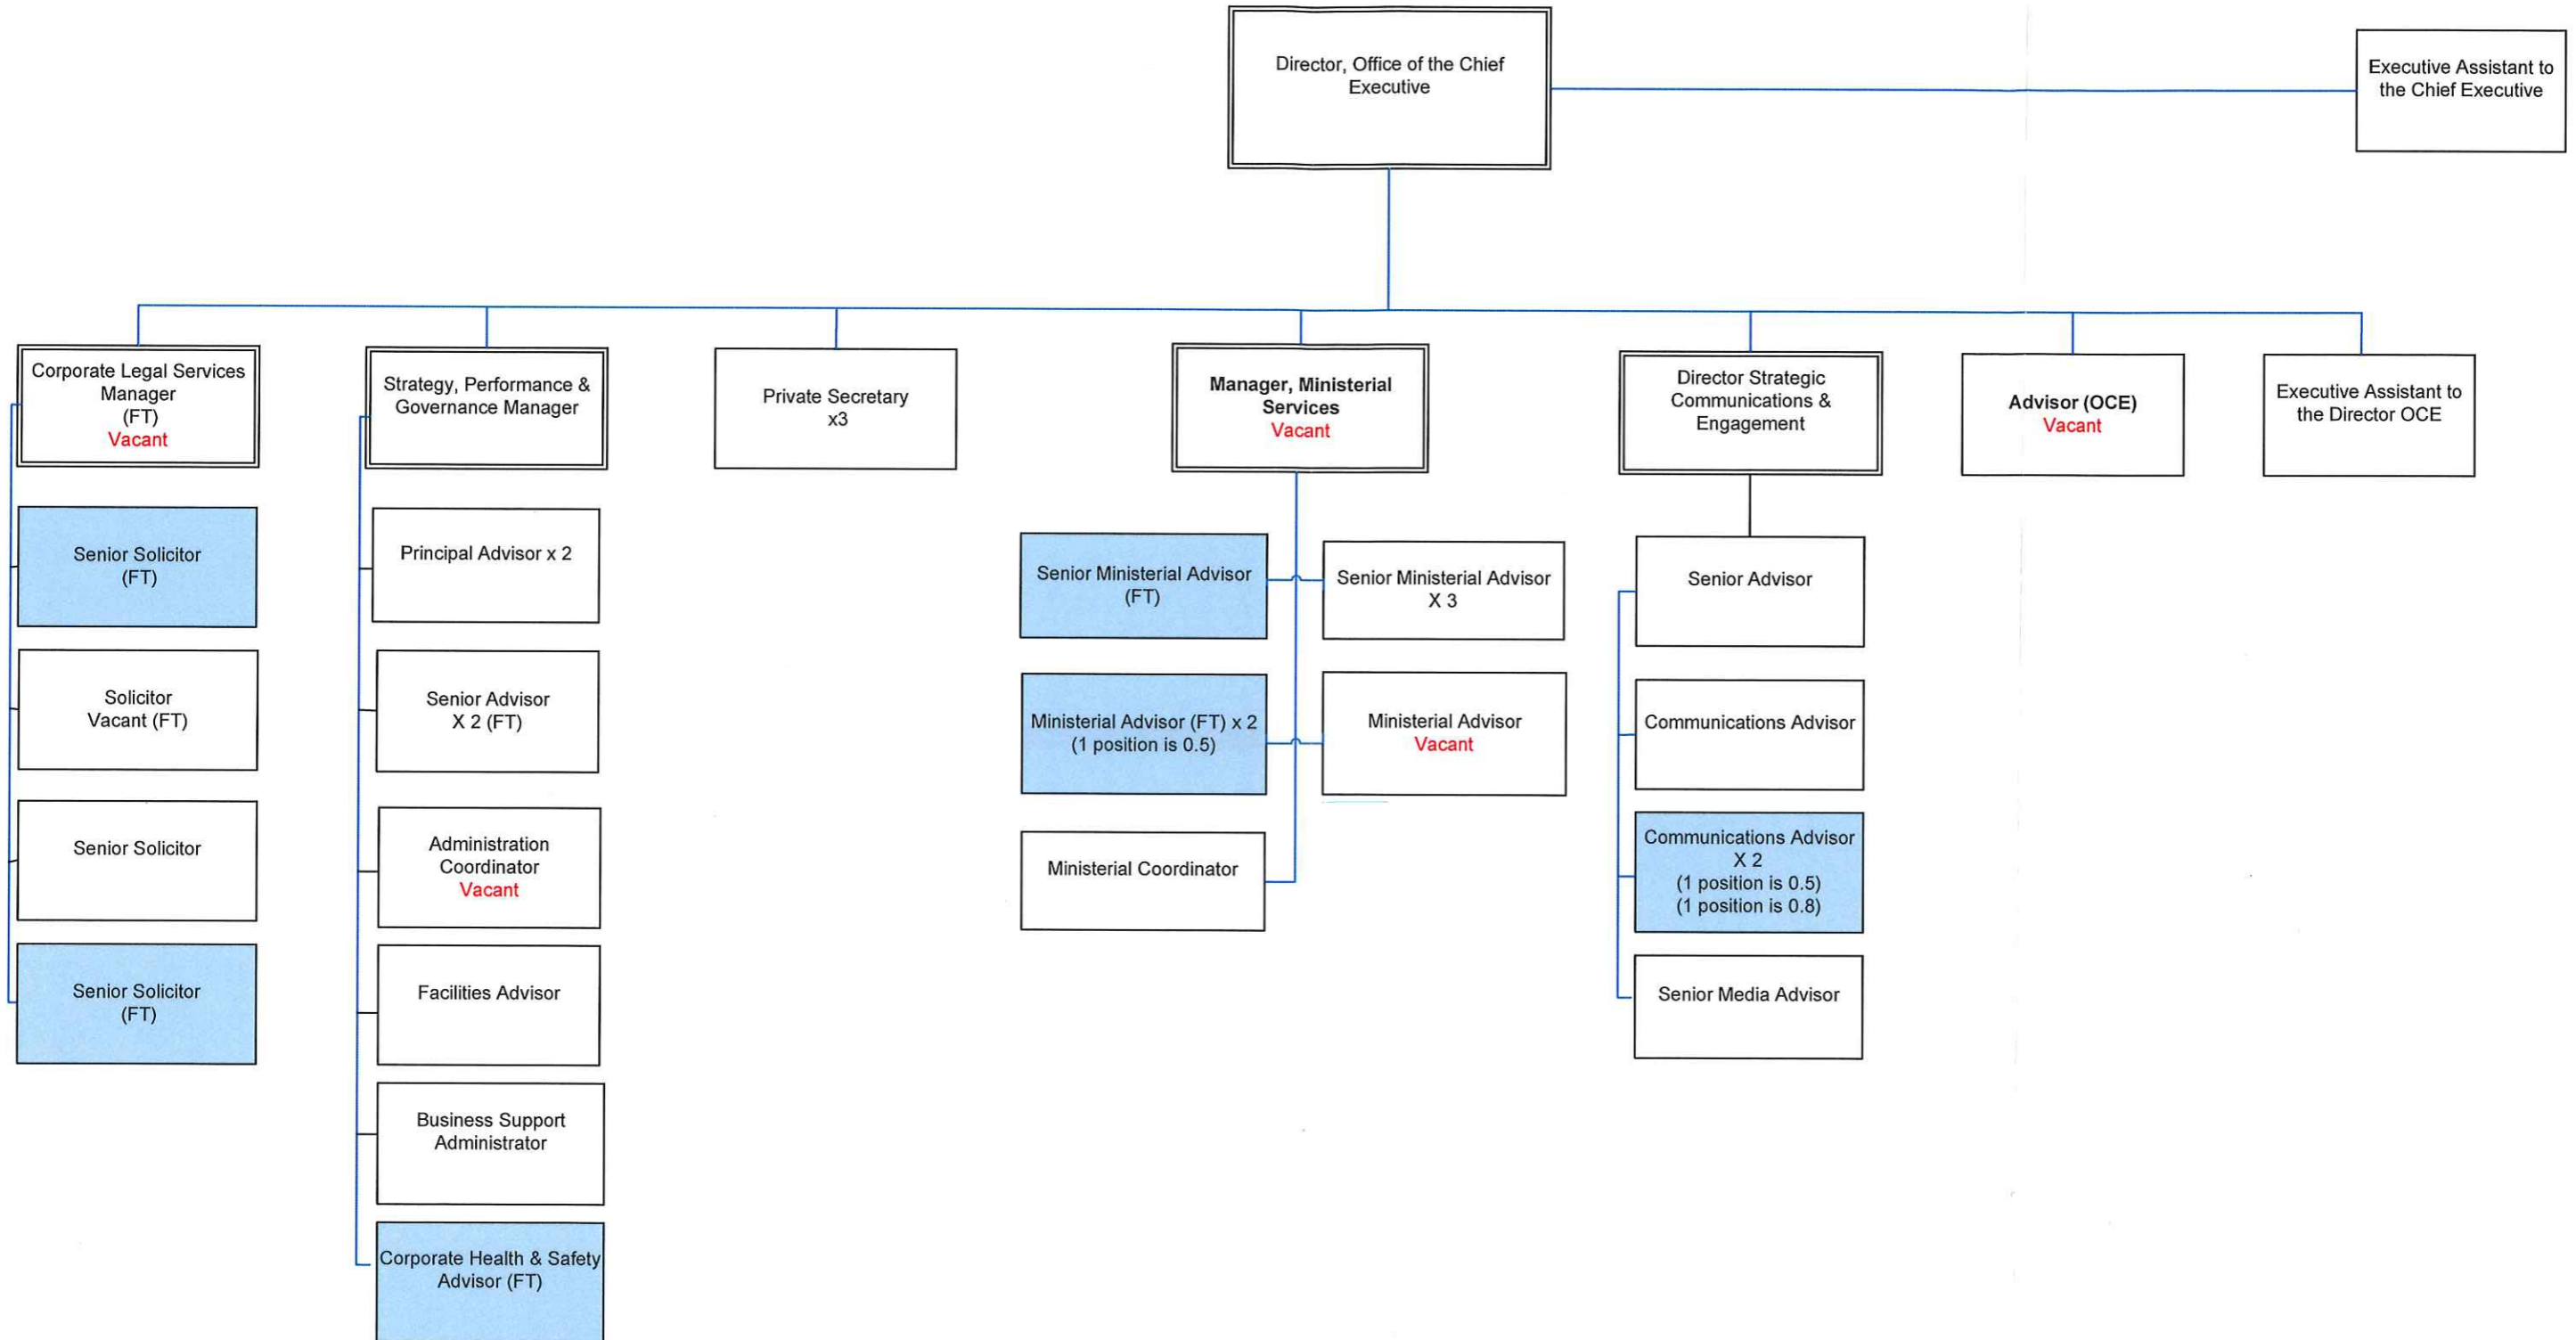 Director, Office of the Chief
Executive
Executive Assistant to
the Chief Executive
Corporate Legal Services
Manager
(FT)
Vacant
Strategy, Performance &
Governance Manager
Private Secretary
x3
Manager, Ministerial
Services
Vacant
Director Strategic
Communications &
Engagement
Advisor (OCE)
Vacant
Executive Assistant to
the Director OCE
Senior Solicitor
(FT)
Solicitor
Vacant (FT)
Senior Solicitor
Senior Solicitor
(FT)
Principal Advisor x 2
Senior Advisor
X 2 (FT)
Administration
Coordinator
Vacant
Facilities Advisor
Business Support
Administrator
Corporate Health & Safety
Advisor (FT)
Senior Ministerial Advisor
(FT)
Senior Ministerial Advisor
X 3
Ministerial Advisor (FT) x 2
(1 position is 0.5)
Ministerial Advisor
Vacant
Ministerial Coordinator
Senior Advisor
Communications Advisor
Communications Advisor
X 2
(1 position is 0.5)
(1 position is 0.8)
Senior Media Advisor